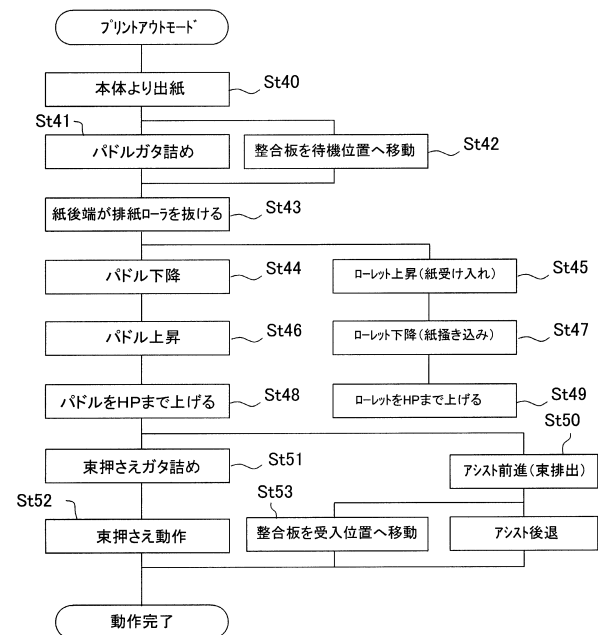 プリントアウトモード
本体より出紙
St40
St41
パドルガタ詰め
整合板を待機位置へ移動
St42
紙後端が排紙ローラを抜ける
St43
パドル下降
St44
ローレット上昇(紙受け入れ)
St45
パドル上昇
St46
ローレット下降(紙掻き込み)
St47
パドルをHPまで上げる
St48
ローレットをHPまで上げる
St49
St50
束押さえガタ詰め
St51
アシスト前進(束排出)
St52
St53
束押さえ動作
整合板を受入位置へ移動
アシスト後退
動作完了